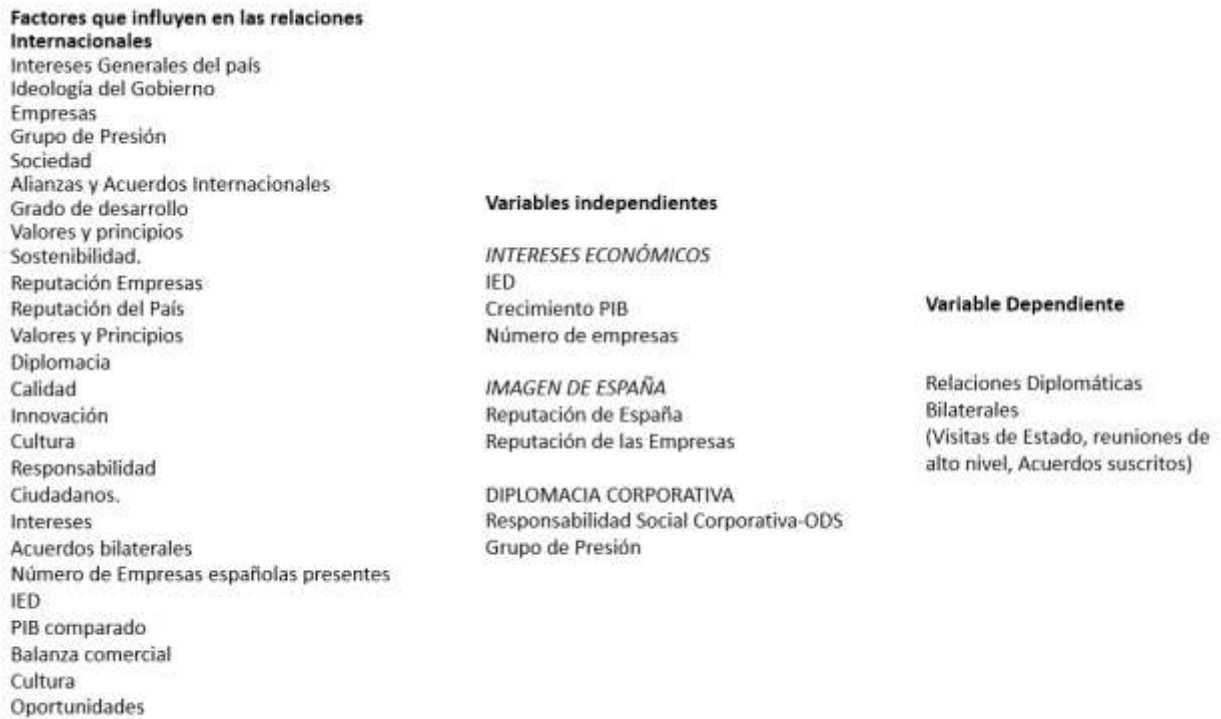 Factores que influyen en las relaciones
Internacionales
Intereses Generales del país
Ideología del Gobierno
Empresas
Grupo de Presión
Sociedad
Alianzas y Acuerdos Internacionales
Grado de desarrollo
Valores y principios
Sostenibilidad.
Reputación Empresas
Reputación del País
Valores y Principios
Diplomacia
Calidad
Innovación
Cultura
Responsabilidad
Ciudadanos.
Intereses
Acuerdos bilaterales
Número de Empresas españolas presentes
IED
PIB comparado
Balanza comercial
Cultura
Oportunidades
Variables independientes
INTERESES ECONÓMICOS
IED
Crecimiento PIB
Número de empresas
IMAGEN DE ESPAÑA
Reputación de España
Reputación de las Empresas
DIPLOMACIA CORPORATIVA
Responsabilidad Social Corporativa-ODS
Grupo de Presión
Variable Dependiente
Relaciones Diplomáticas
Bilaterales
(Visitas de Estado, reuniones de
alto nivel, Acuerdos suscritos)